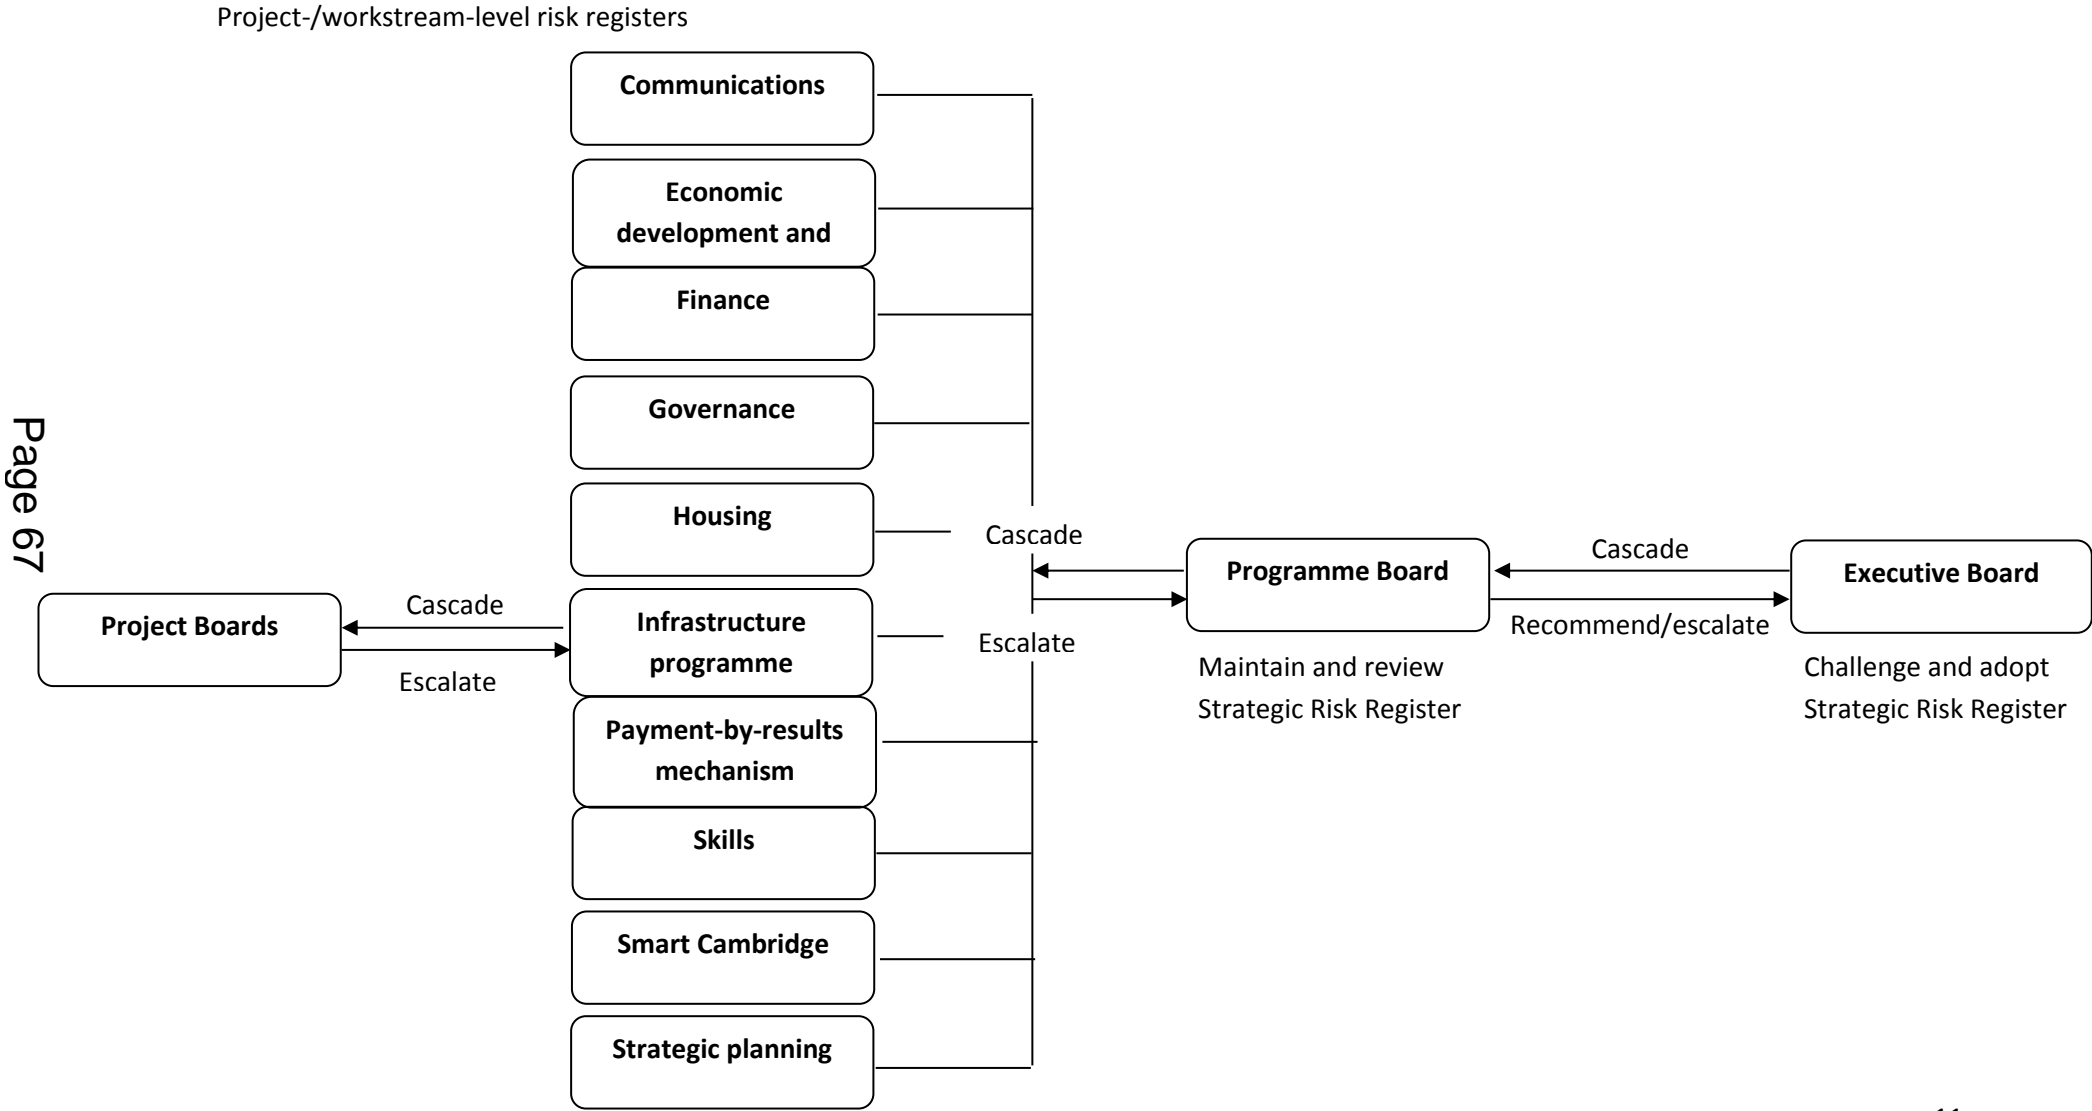 Project-/workstream-level risk registers
Communications
Economic
development and
Finance
Governance
Housing
Cascade
Escalate
Infrastructure
programme
Project Boards
Cascade
Escalate
Programme Board
Maintain and review
Strategic Risk Register
Cascade
Recommend/escalate
Executive Board
Challenge and adopt
Strategic Risk Register
Payment-by-results
mechanism
Skills
Smart Cambridge
Strategic planning
Page 67